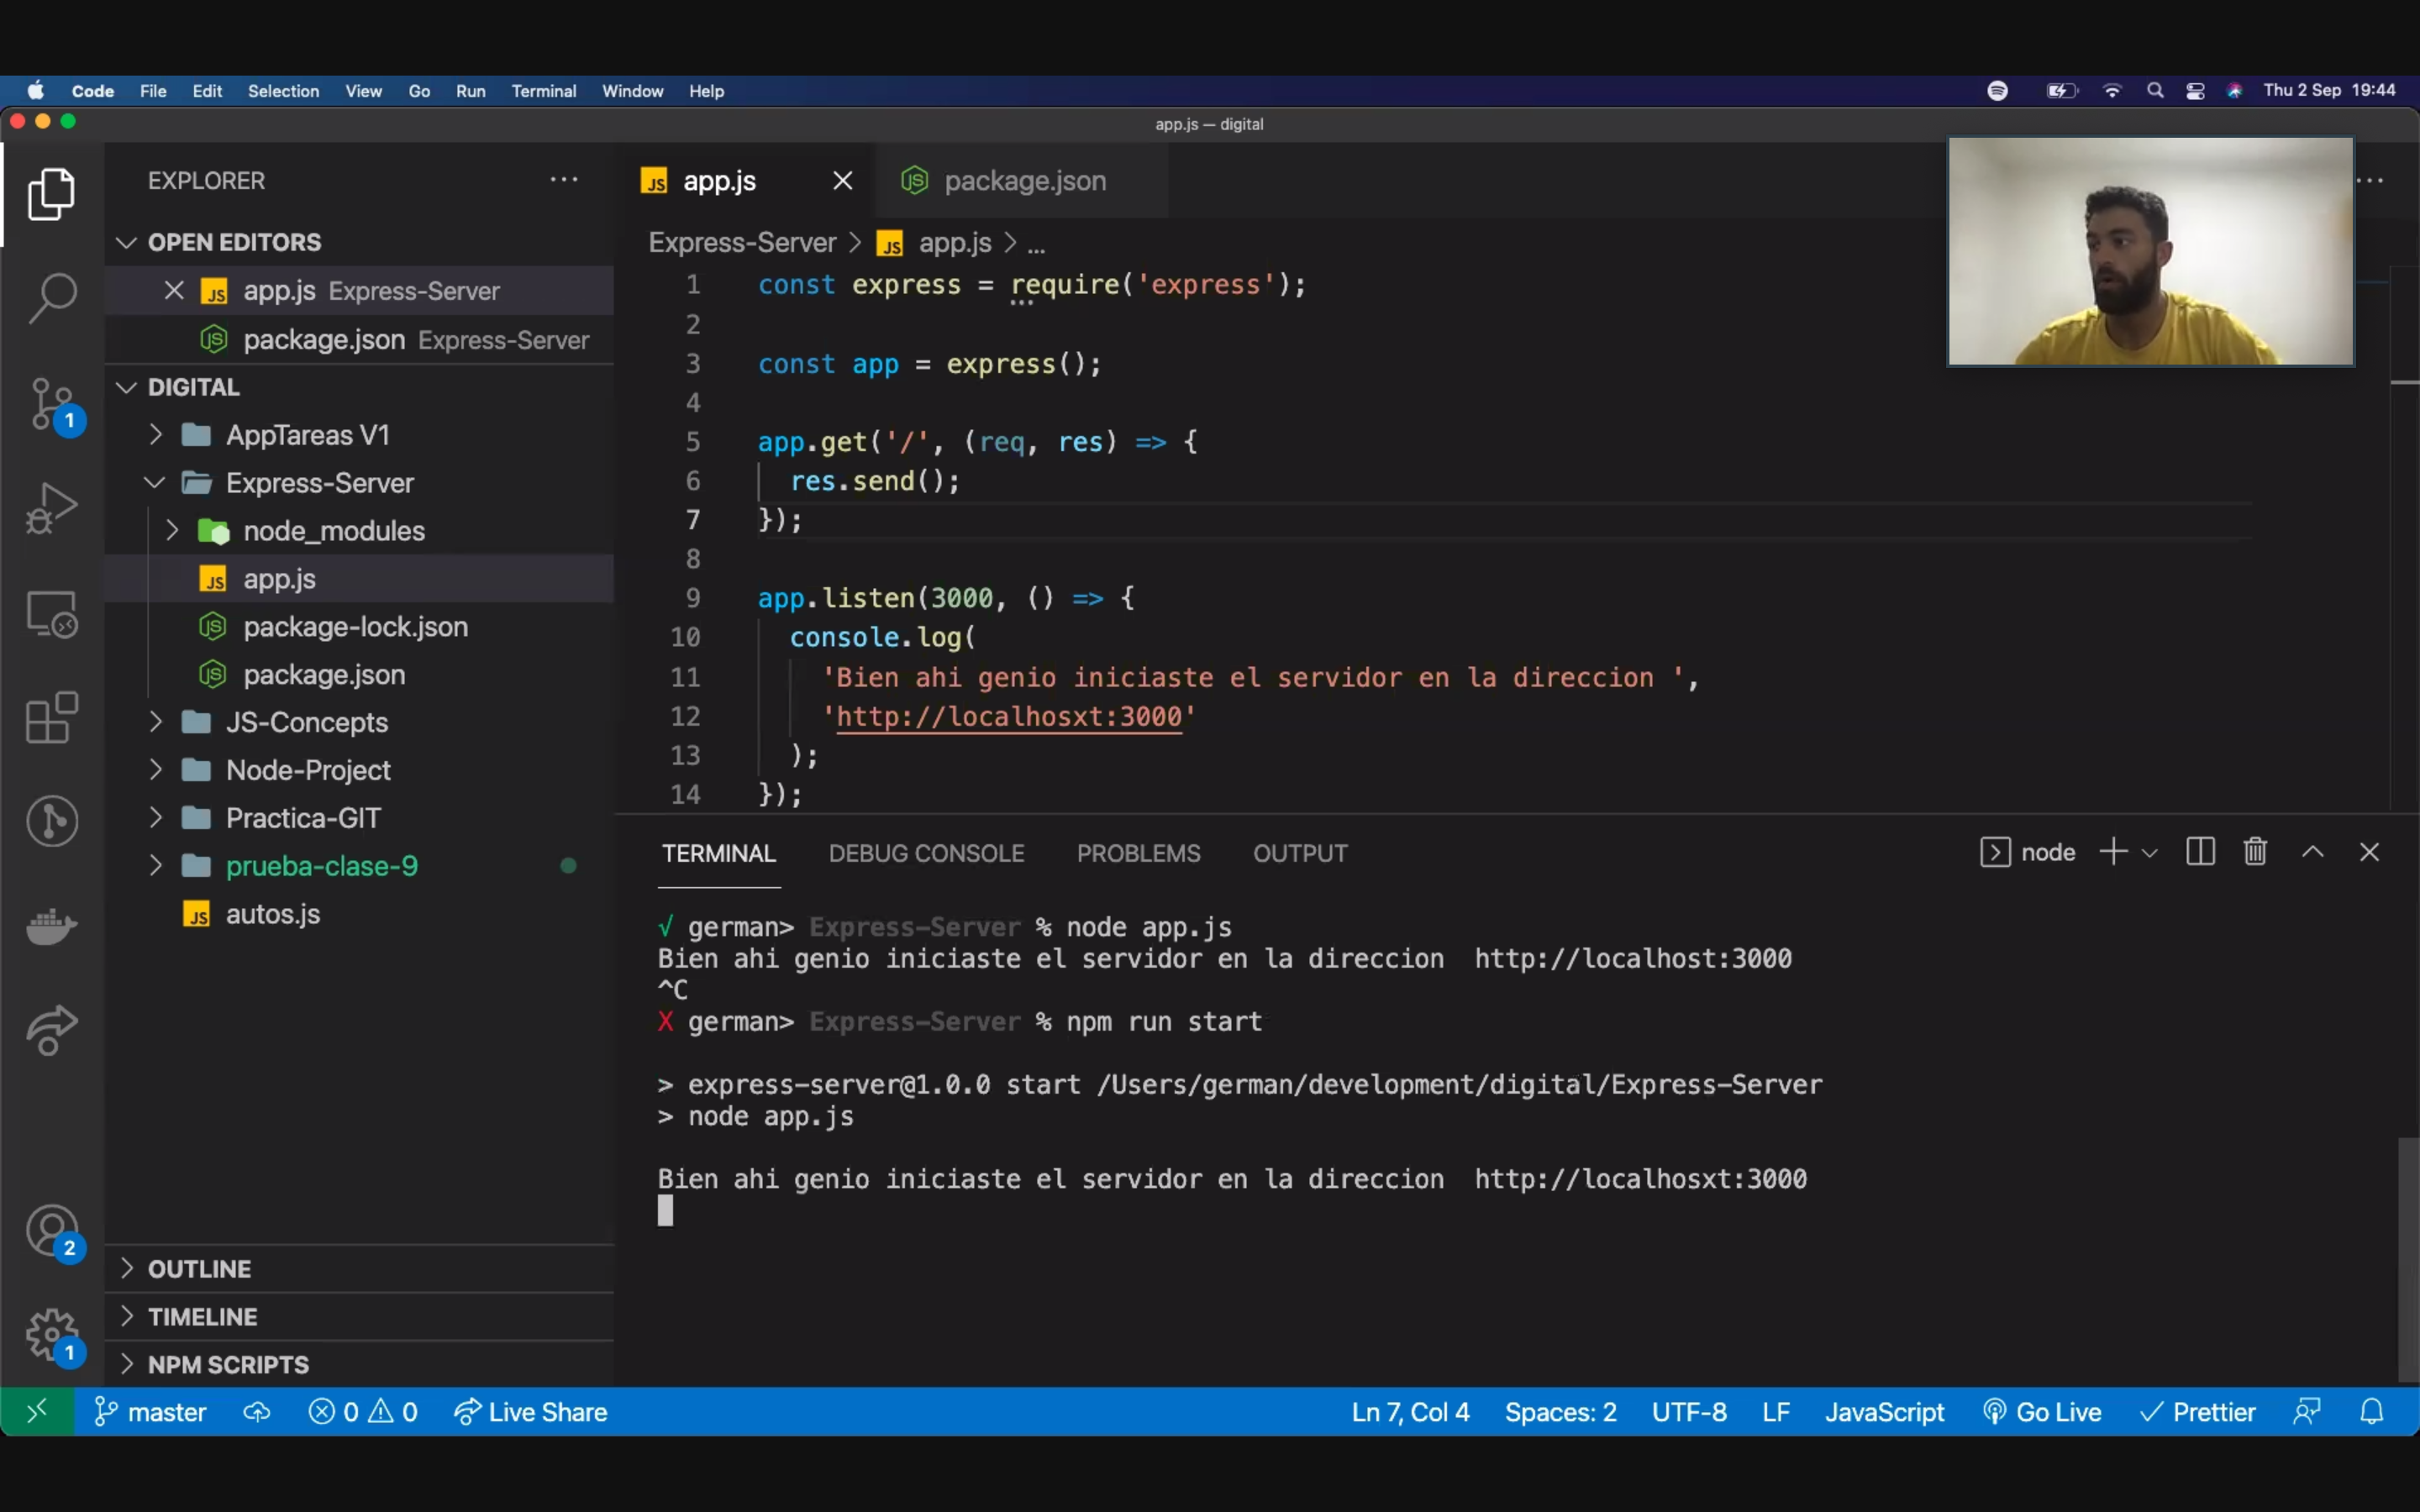 Code File Edit Selection View Go Run Terminal Window Help Thu 2 Sep 19:44
app.js — digital
EXPLORER ...
OPEN EDITORS
JS app.js Express-Server
package.json Express-Server
DIGITAL
AppTareas V1
Express-Server
node_modules
JS app.js
package-lock.json
package.json
JS-Concepts
Node-Project
Practica-GIT
prueba-clase-9
JS autos.js
OUTLINE
TIMELINE
NPM SCRIPTS
1
2
1
JS app.js package.json ...
Express-Server > JS app.js > ...
1 const express = require('express');
2
3 const app = express();
4
5 app.get('/', (req, res) => {
6 res.send();
7 });
8
9 app.listen(3000, () => {
10 console.log(
11 'Bien ahi genio iniciaste el servidor en la direccion ',
12 'http://localhosxt:3000'
13 );
14 });
TERMINAL DEBUG CONSOLE PROBLEMS OUTPUT node
√ german> Express-Server % node app.js
Bien ahi genio iniciaste el servidor en la direccion  http://localhost:3000
^C
X german> Express-Server % npm run start
> express-server@1.0.0 start /Users/german/development/digital/Express-Server
> node app.js
Bien ahi genio iniciaste el servidor en la direccion  http://localhosxt:3000
master 0 0 Live Share Ln 7, Col 4 Spaces: 2 UTF-8 LF JavaScript Go Live Prettier